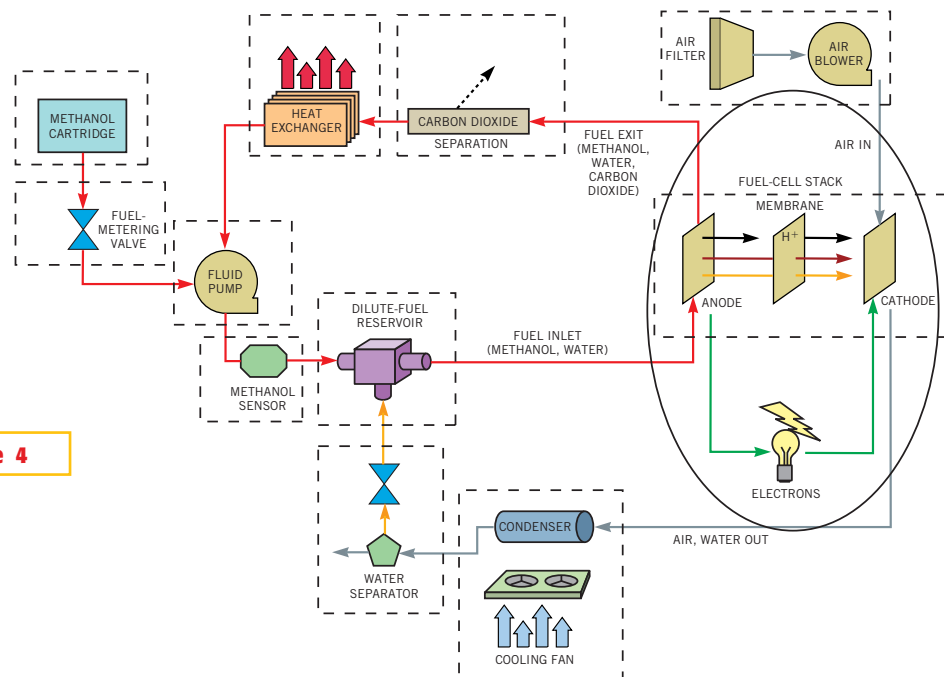 AIR
FILTER
AIR
BLOWER
METHANOL
CARTRIDGE
HEAT
EXCHANGER
CARBON DIOXIDE
SEPARATION
FUEL EXIT
(METHANOL,
WATER,
CARBON
DIOXIDE)
AIR IN
FUEL-CELL STACK
MEMBRANE
H+
ANODE
CATHODE
FUEL-
METERING
VALVE
FLUID
PUMP
DILUTE-FUEL
RESERVOIR
FUEL INLET
(METHANOL, WATER)
METHANOL
SENSOR
e 4
ELECTRONS
CONDENSER
AIR, WATER OUT
WATER
SEPARATOR
COOLING FAN